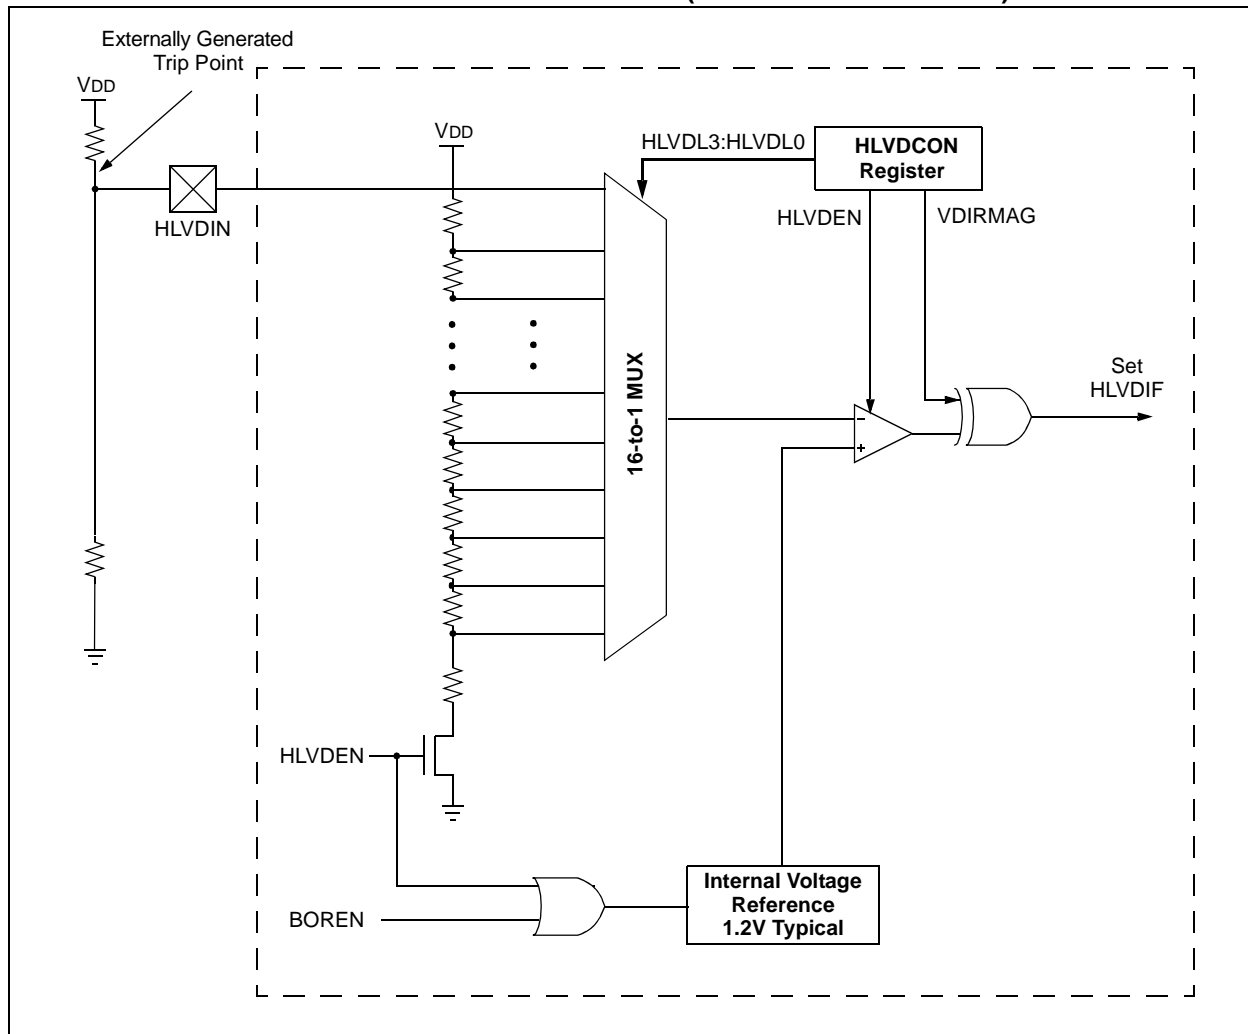 Externally Generated
Trip Point
VDD
VDD
HLVDIN
HLVDL3:HLVDL0
HLVDCON
Register
HLVDEN
VDIRMAG
16-to-1 MUX
–
+
Set
HLVDIF
HLVDEN
BOREN
Internal Voltage
Reference
1.2V Typical